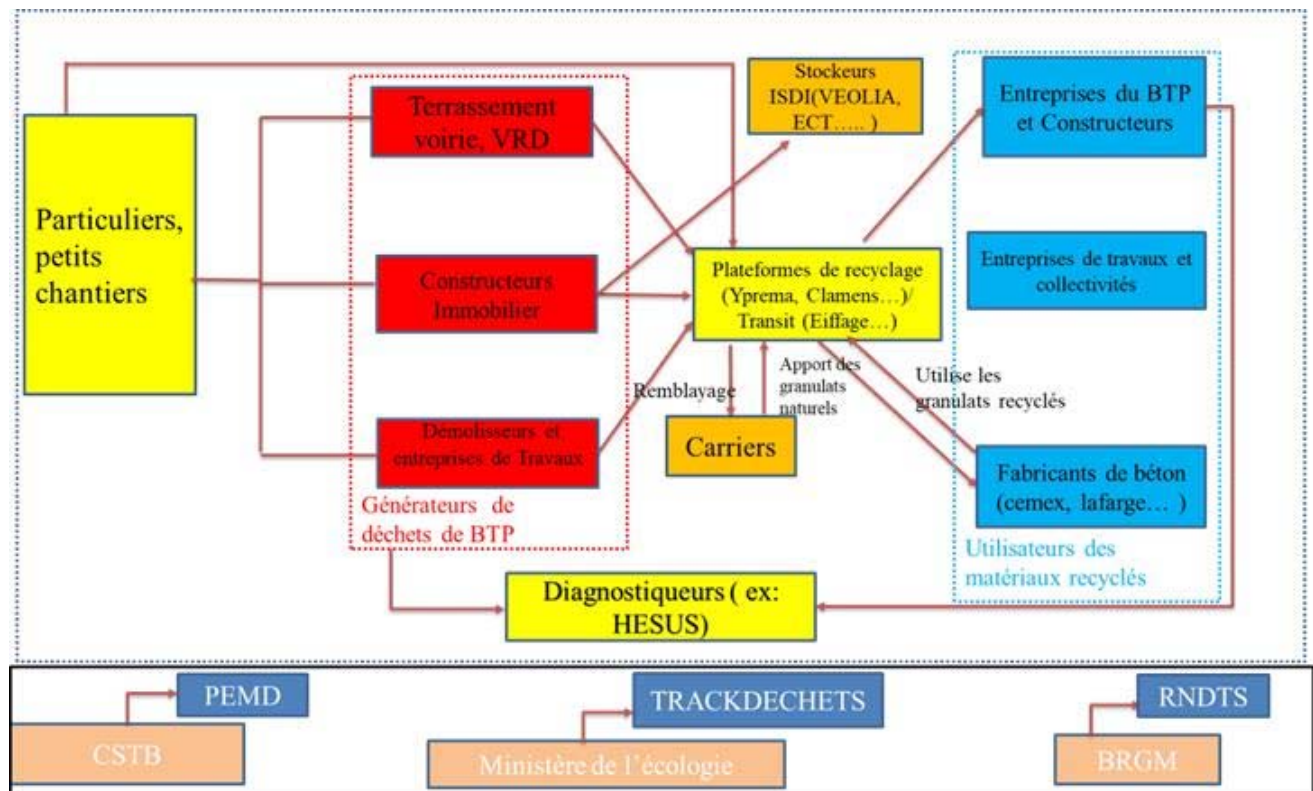 Particuliers,
petits
chantiers
Terrassement
voirie, VRD
Constructeurs
Immobilier
Démolisseurs et
entreprises de Travaux
Générateurs de
déchets de BTP
Stockeurs
ISDI(VEOLIA,
ECT….. )
Plateformes de recyclage
(Yprema, Clamens…)/
Transit (Eiffage…)
Remblayage
Apport des
granulats
naturels
Utilise les
granulats recyclés
Carriers
Entreprises du BTP
et Constructeurs
Entreprises de travaux et
collectivités
Fabricants de béton
(cemex, lafarge… )
Utilisateurs des
matériaux recyclés
Diagnostiqueurs ( ex:
HESUS)
PEMD
CSTB
TRACKDECHETS
Ministère de l’écologie
RNDTS
BRGM